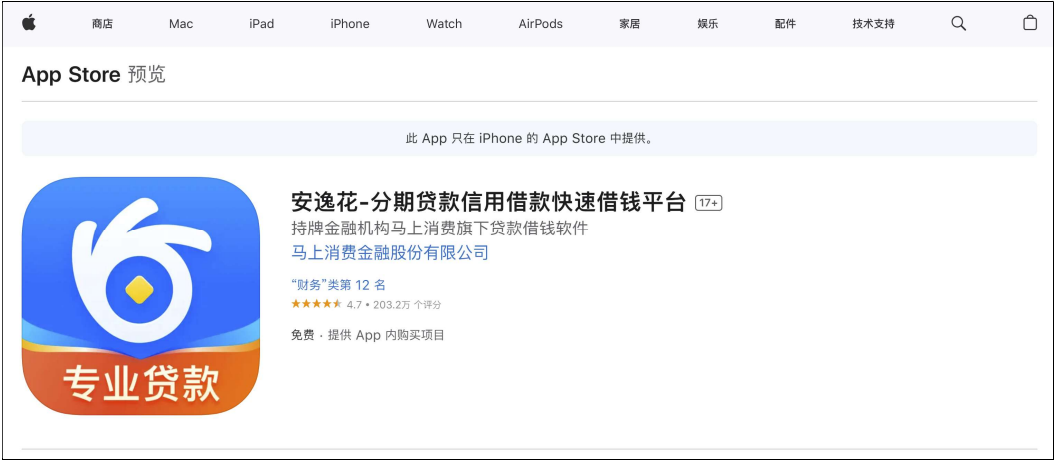 商店 Mac iPad iPhone Watch AirPods 家居 娱乐 配件 技术支持
App Store 预览
此 App 只在 iPhone 的 App Store 中提供。
安逸花-分期贷款信用借款快速借钱平台 17+
持牌金融机构马上消费旗下贷款借钱软件
马上消费金融股份有限公司
“财务”类第 12 名
4.7 • 203.2万 个评分
免费 · 提供 App 内购买项目
专业贷款